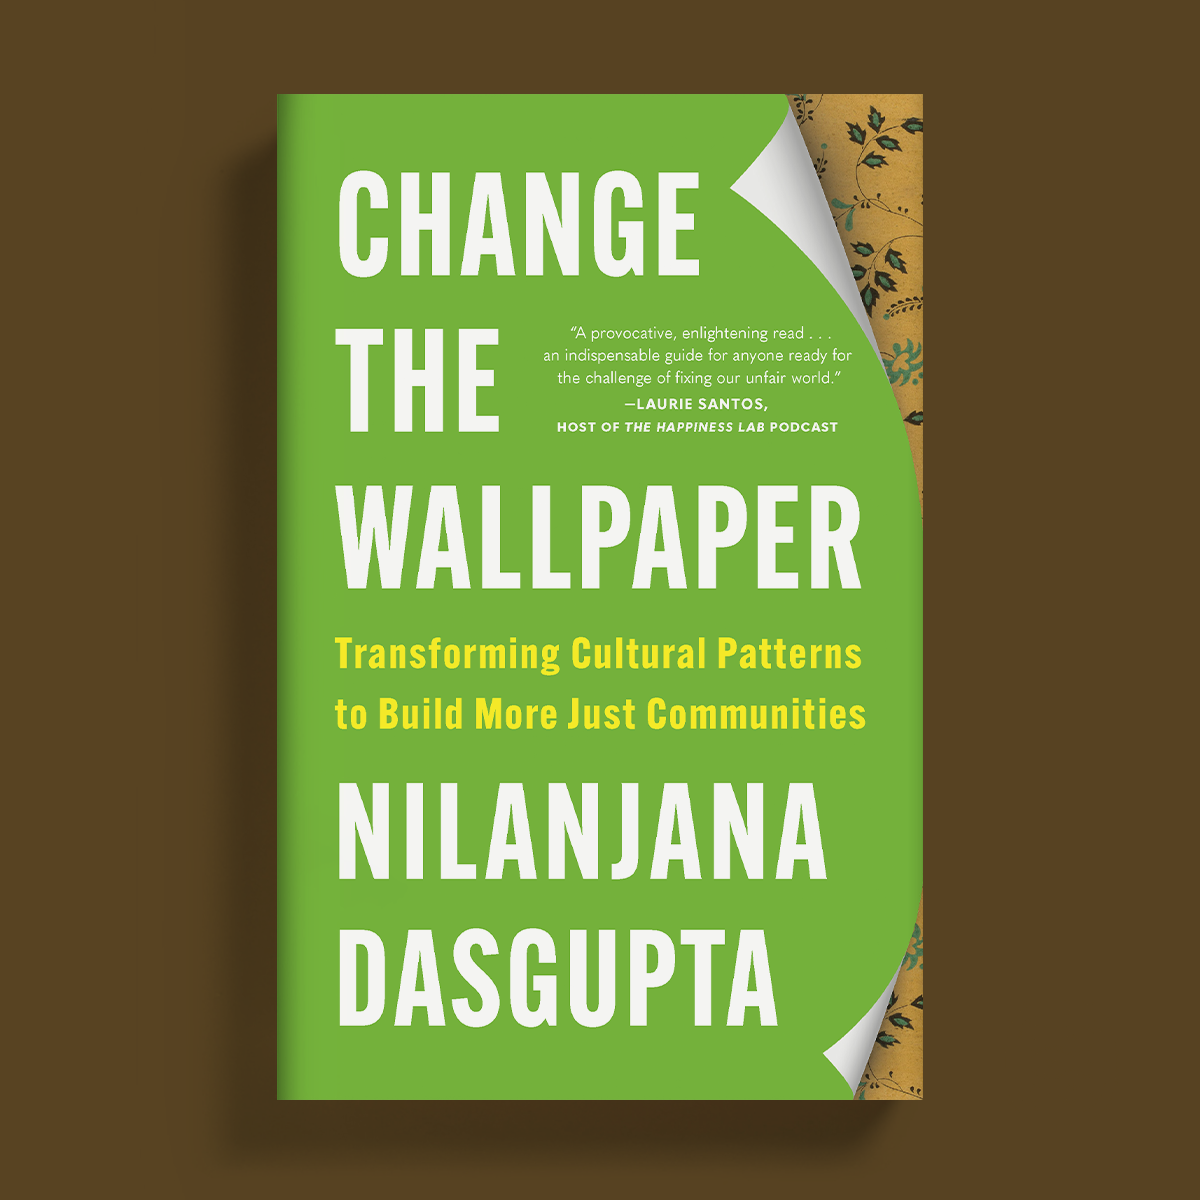 CHANGE
THE
“A provocative, enlightening read . . .
an indispensable guide for anyone ready for
the challenge of fixing our unfair world.”
—LAURIE SANTOS,
HOST OF THE HAPPINESS LAB PODCAST
WALLPAPER
Transforming Cultural Patterns
to Build More Just Communities
NILANJANA
DASGUPTA